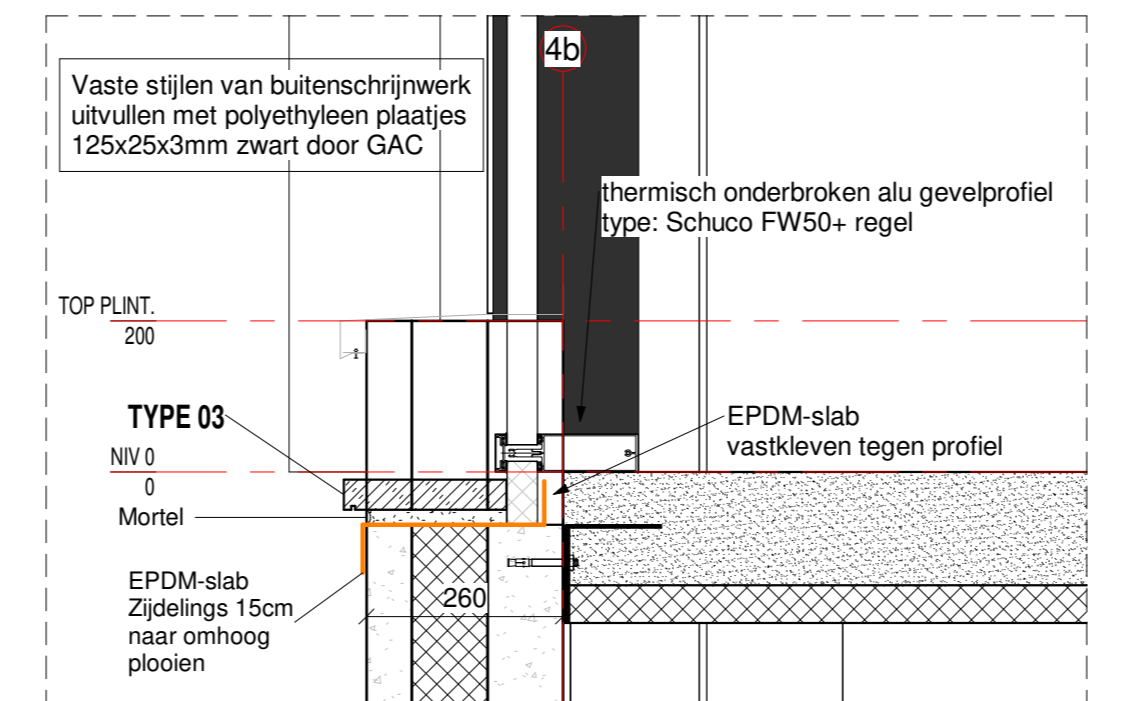 4b
Vaste stijlen van buitenschrijnwerk
uitvullen met polyethyleen plaatjes
125x25x3mm zwart door GAC
thermisch onderbroken alu gevelprofiel
type: Schuco FW50+ regel
TOP PLINT.
200
TYPE 03
EPDM-slab
vastkleven tegen profiel
NIV 0
0
Mortel
EPDM-slab
Zijdelings 15cm
naar omhoog
plooien
260